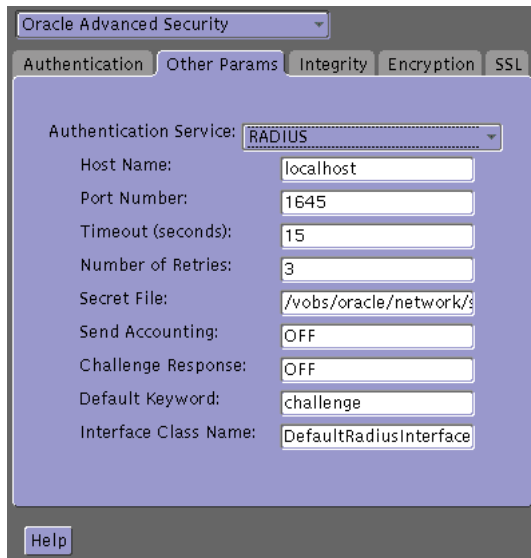 Oracle Advanced Security
Authentication Other Params Integrity Encryption SSL
Authentication Service: RADIUS
Host Name: localhost
Port Number: 1645
Timeout (seconds): 15
Number of Retries: 3
Secret File: /vobs/oracle/network/s
Send Accounting: OFF
Challenge Response: OFF
Default Keyword: challenge
Interface Class Name: DefaultRadiusInterface
Help